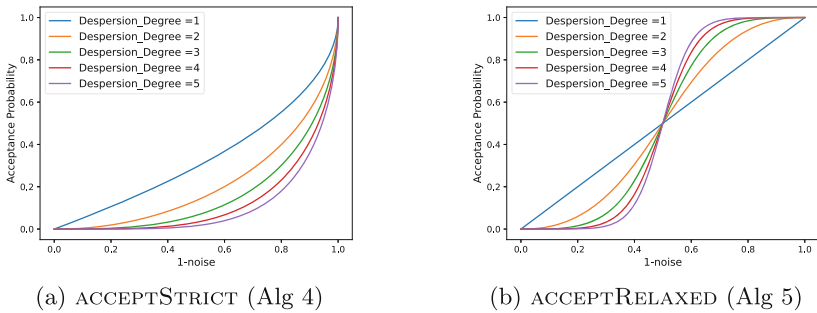 Despersion_Degree =1
Despersion_Degree =2
Despersion_Degree =3
Despersion_Degree =4
Despersion_Degree =5
Acceptance Probability
1.0
0.8
0.6
0.4
0.2
0.0
0.0 0.2 0.4 0.6 0.8 1.0
1-noise
(a) ACCEPTSTRICT (Alg 4)
Despersion_Degree =1
Despersion_Degree =2
Despersion_Degree =3
Despersion_Degree =4
Despersion_Degree =5
Acceptance Probability
1.0
0.8
0.6
0.4
0.2
0.0
0.0 0.2 0.4 0.6 0.8 1.0
1-noise
(b) ACCEPTRELAXED (Alg 5)